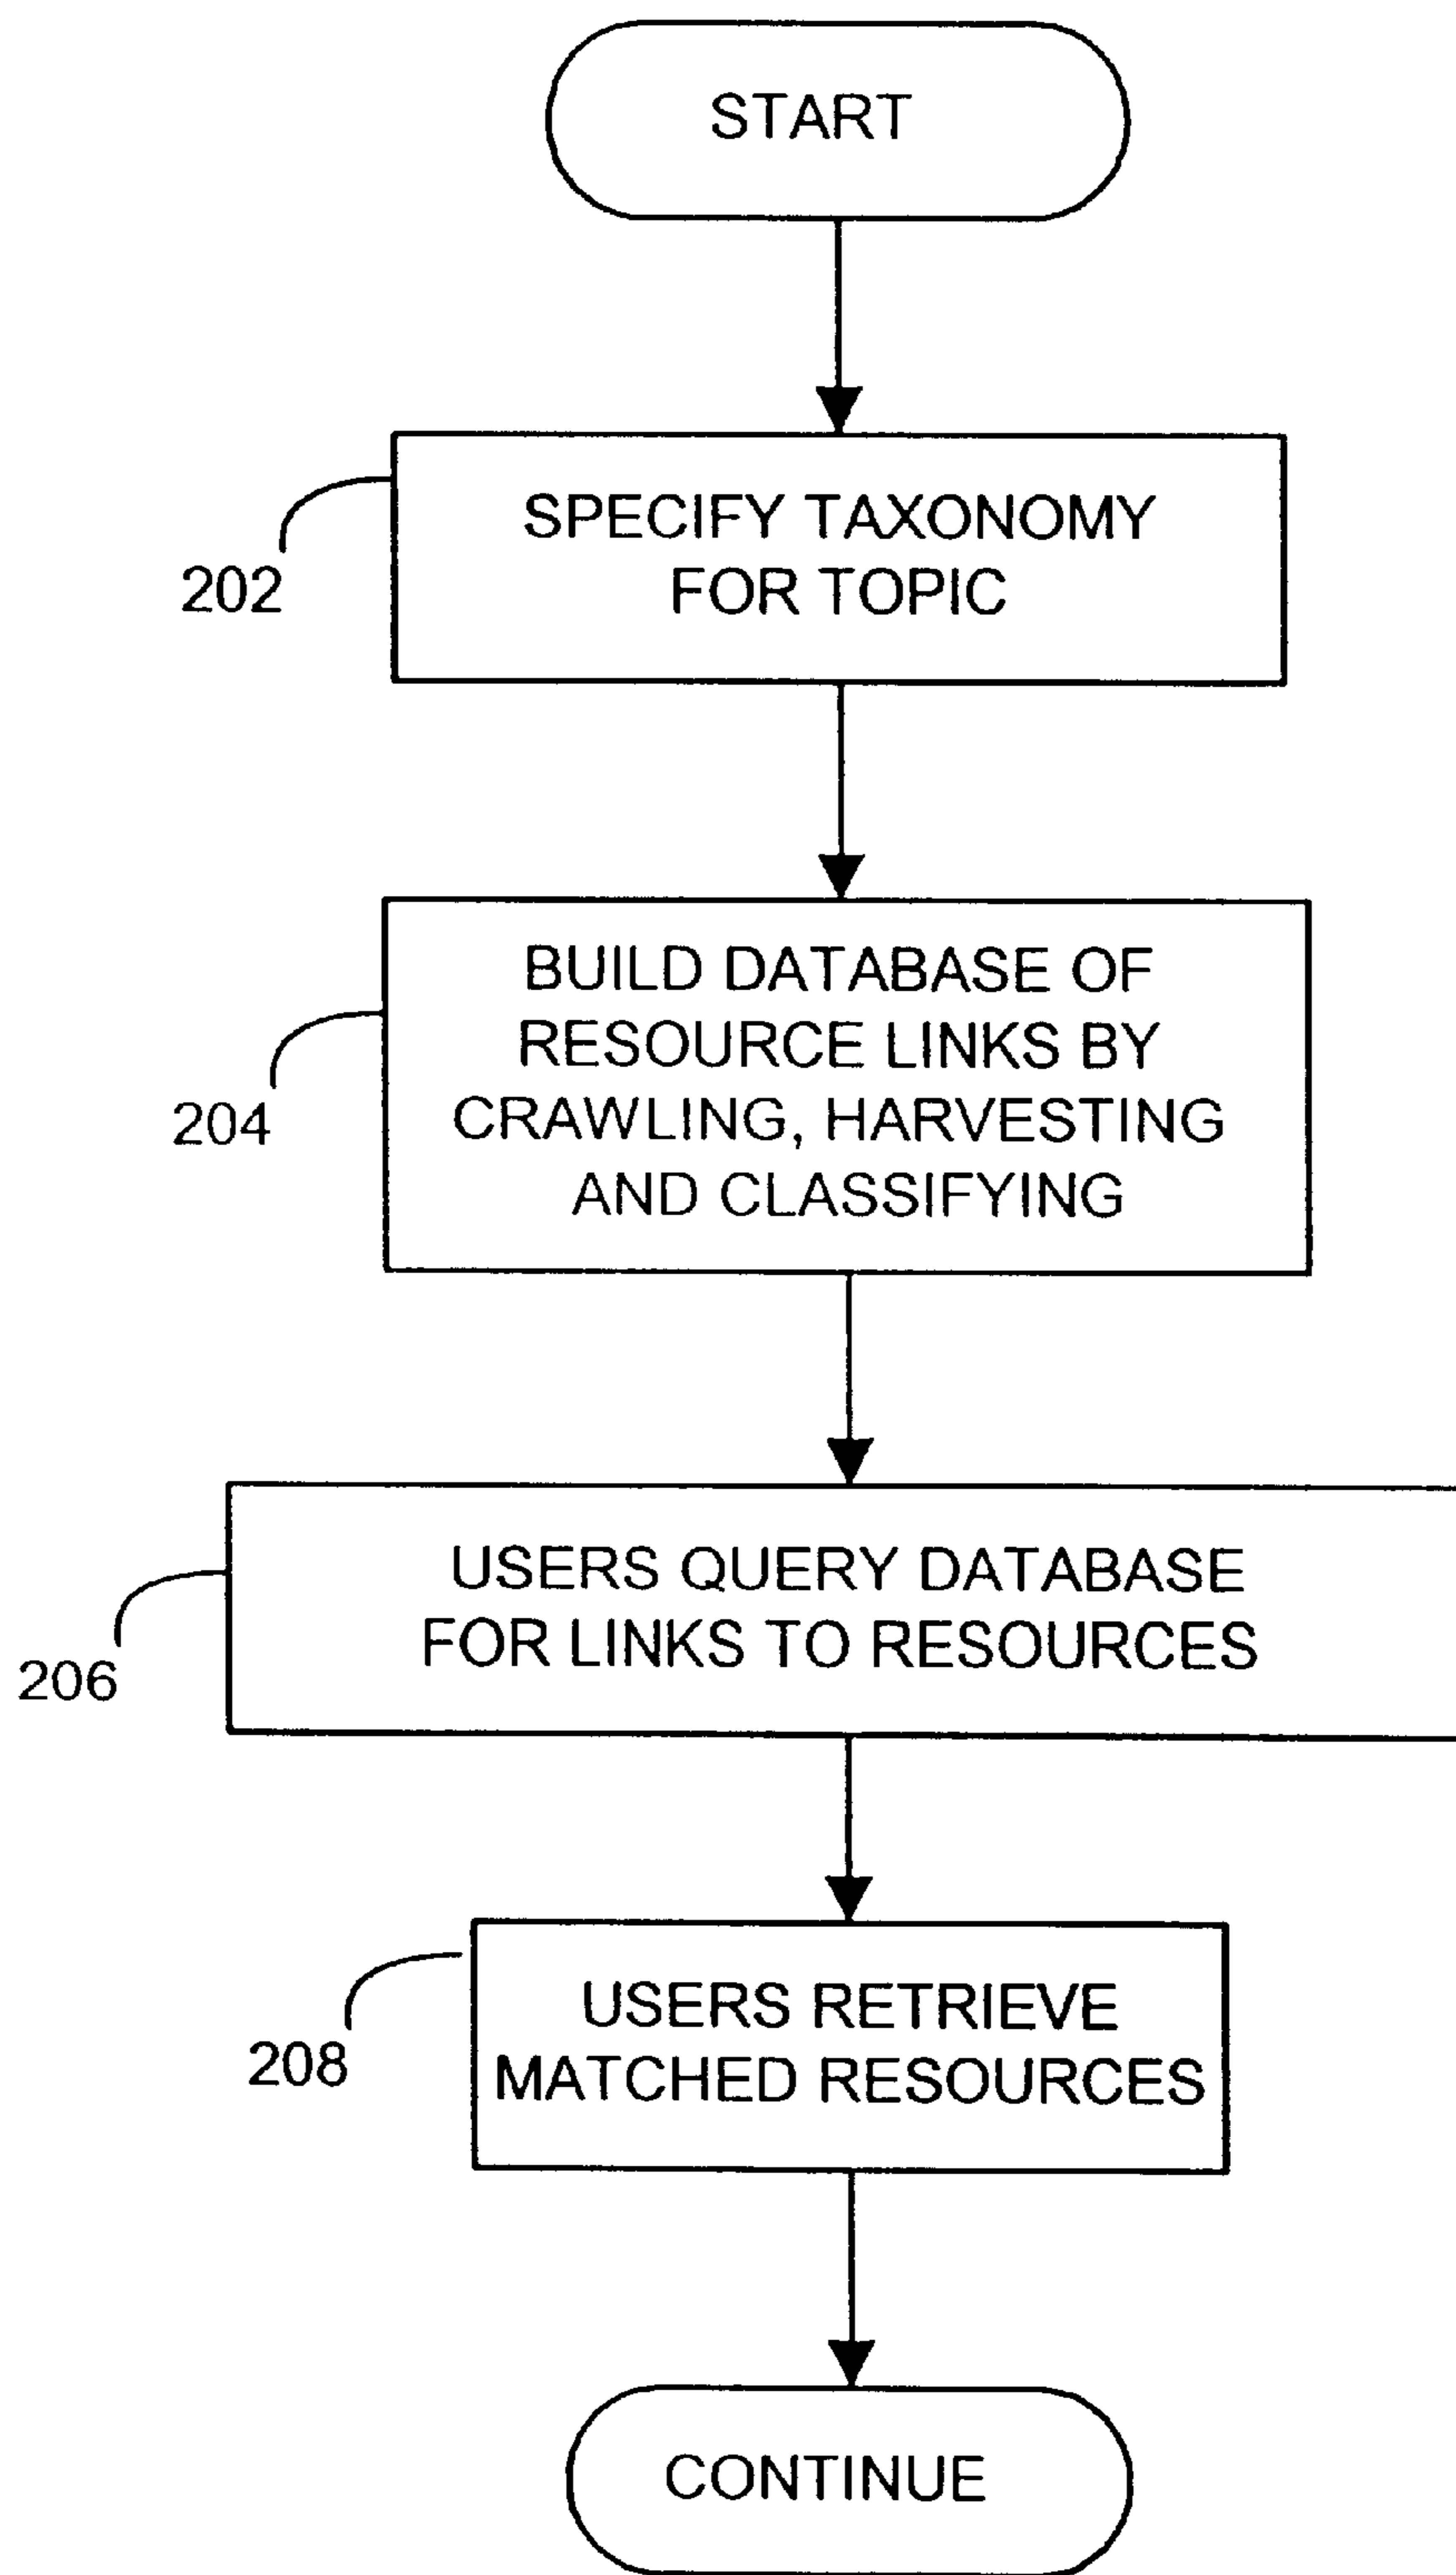 START
SPECIFY TAXONOMY
FOR TOPIC
202
BUILD DATABASE OF
RESOURCE LINKS BY
CRAWLING, HARVESTING
AND CLASSIFYING
204
USERS QUERY DATABASE
FOR LINKS TO RESOURCES
206
USERS RETRIEVE
MATCHED RESOURCES
208
CONTINUE